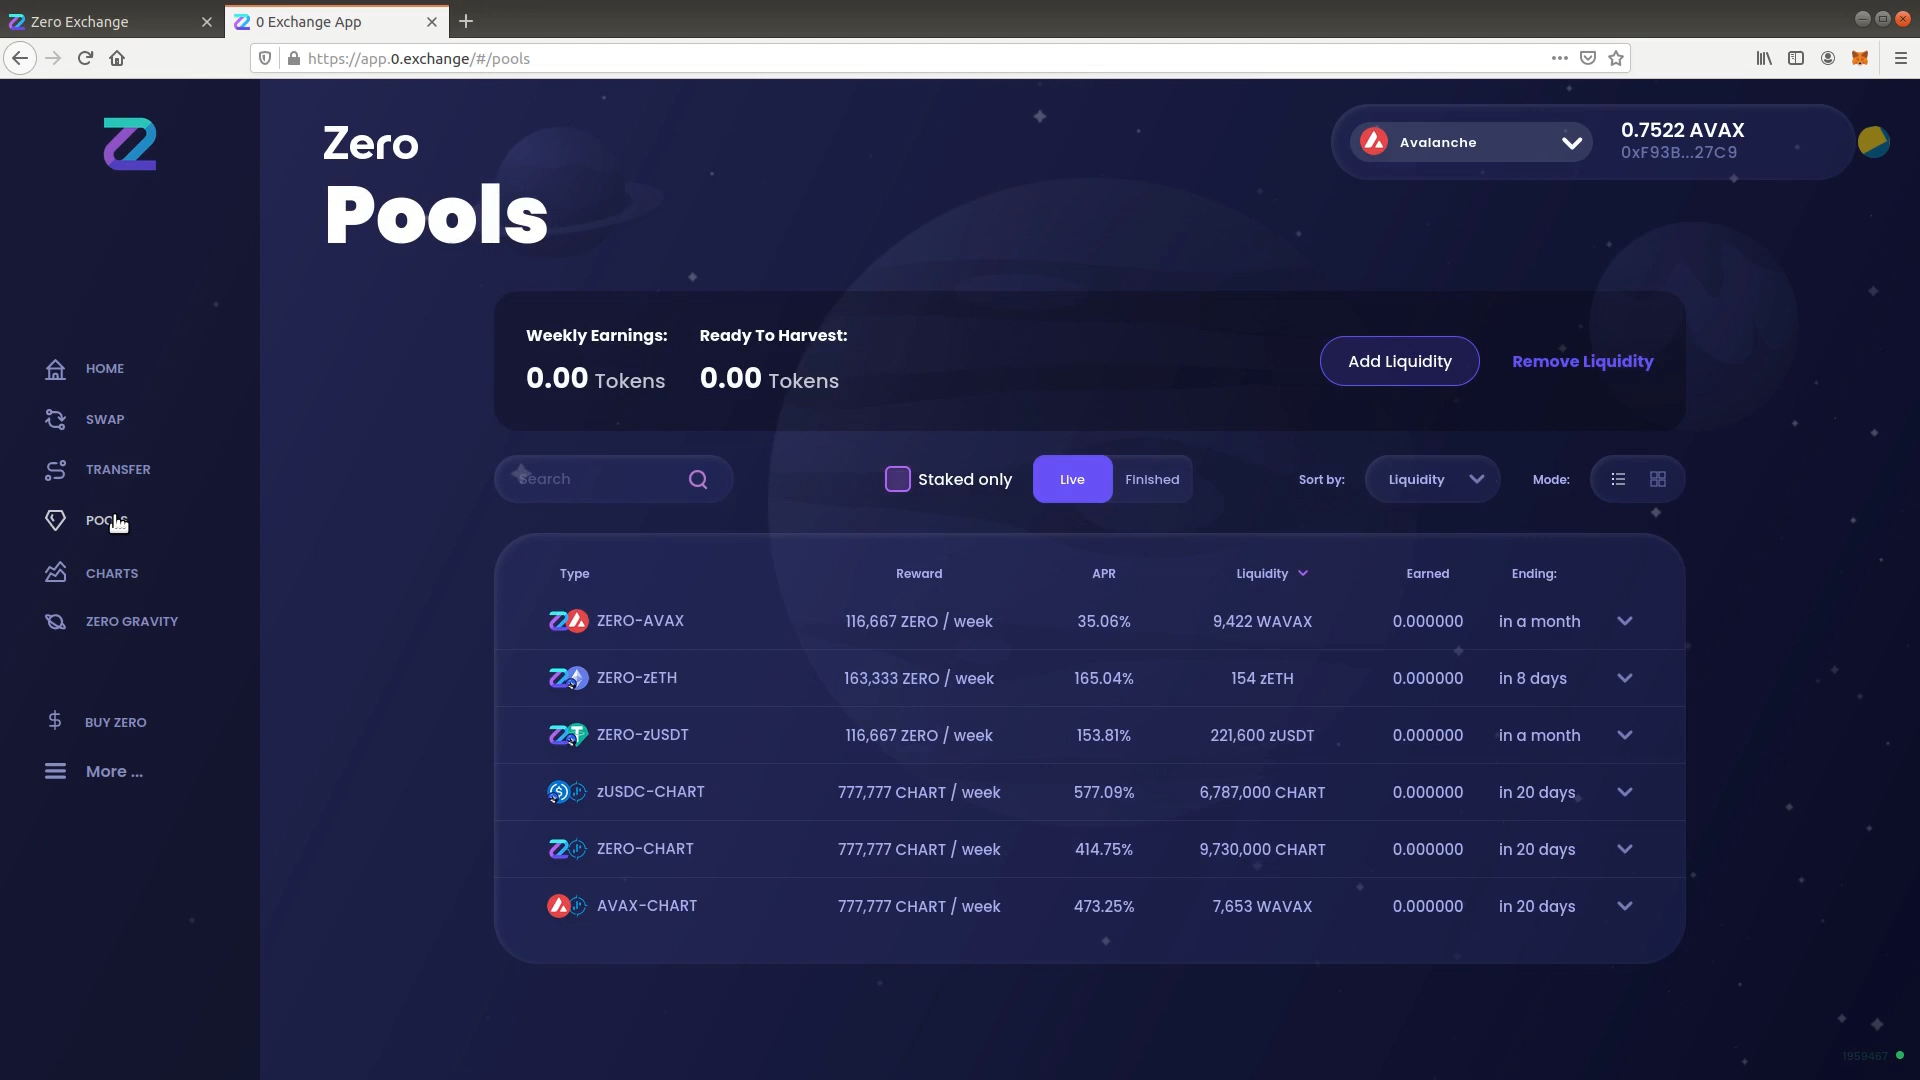 Zero Exchange
0 Exchange App
https://app.0.exchange/#/pools
Zero
Pools
Avalanche
0.7522 AVAX
0xF93B...27C9
HOME
SWAP
TRANSFER
POOLS
CHARTS
ZERO GRAVITY
BUY ZERO
More ...
Weekly Earnings:
0.00 Tokens
Ready To Harvest:
0.00 Tokens
Add Liquidity
Remove Liquidity
Search
Staked only
Live
Finished
Sort by:
Liquidity
Mode:
Type Reward APR Liquidity Earned Ending:
ZERO-AVAX 116,667 ZERO / week 35.06% 9,422 WAVAX 0.000000 in a month
ZERO-zETH 163,333 ZERO / week 165.04% 154 zETH 0.000000 in 8 days
ZERO-zUSDT 116,667 ZERO / week 153.81% 221,600 zUSDT 0.000000 in a month
zUSDC-CHART 777,777 CHART / week 577.09% 6,787,000 CHART 0.000000 in 20 days
ZERO-CHART 777,777 CHART / week 414.75% 9,730,000 CHART 0.000000 in 20 days
AVAX-CHART 777,777 CHART / week 473.25% 7,653 WAVAX 0.000000 in 20 days
1959467